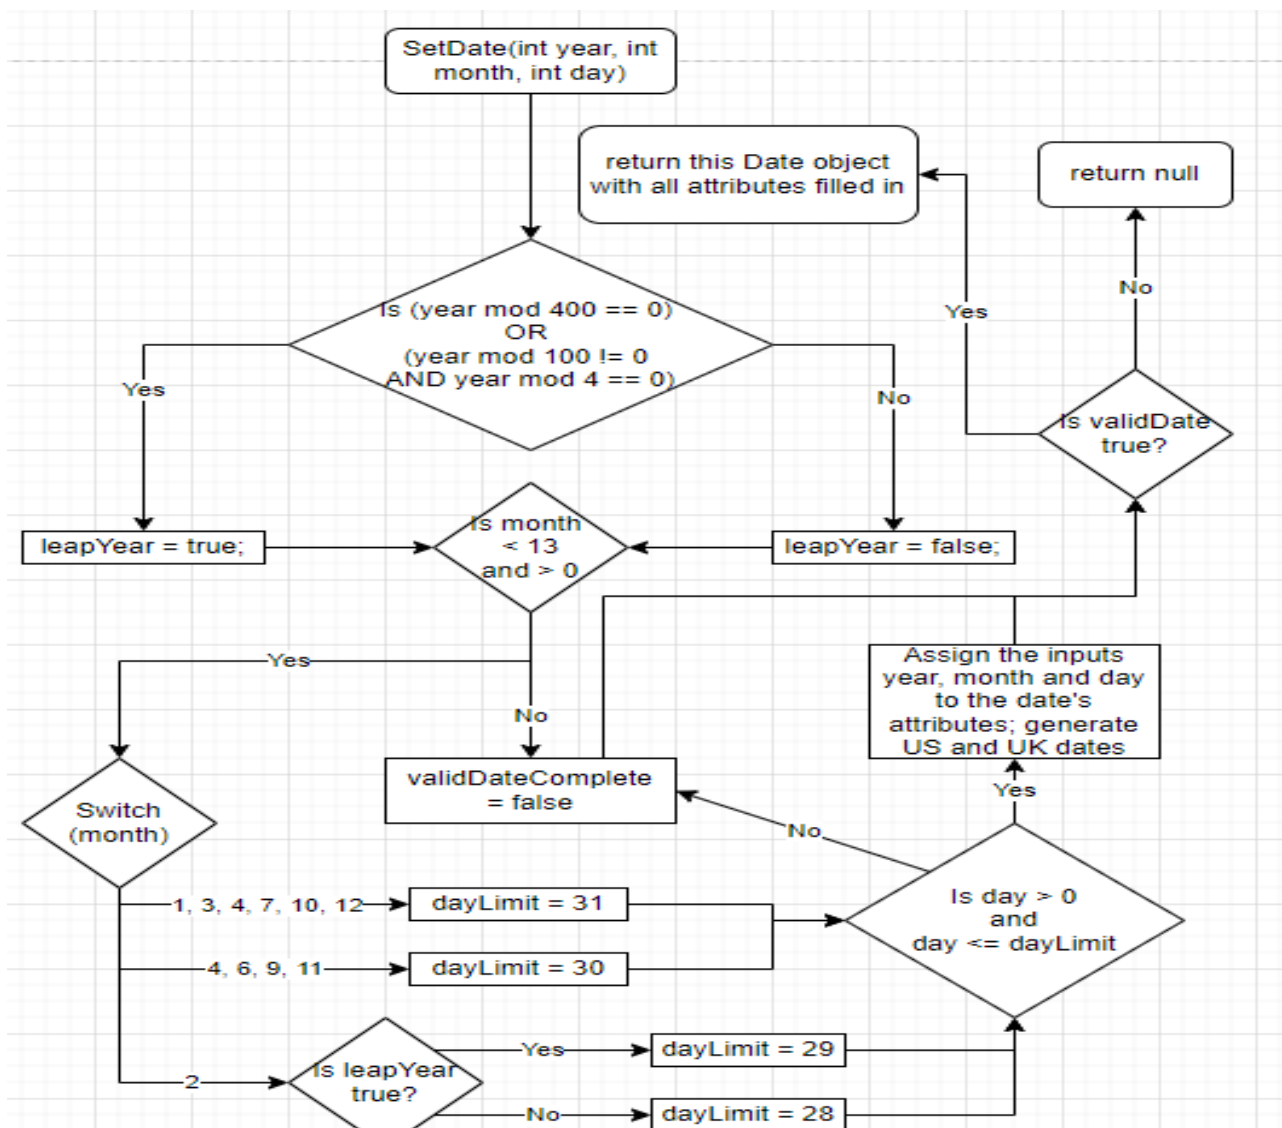 SetDate(int year, int
month, int day)
return this Date object
with all attributes filled in
return null
Is (year mod 400 == 0)
OR
(year mod 100 != 0
AND year mod 4 == 0)
Yes
No
Yes
No
Is validDate
true?
leapYear = true;
Is month
< 13
and > 0
leapYear = false;
Yes
No
Assign the inputs
year, month and day
to the date's
attributes; generate
US and UK dates
validDateComplete
= false
Yes
No
Switch
(month)
1, 3, 4, 7, 10, 12
dayLimit = 31
Is day > 0
and
day <= dayLimit
4, 6, 9, 11
dayLimit = 30
2
Is leapYear
true?
Yes
dayLimit = 29
No
dayLimit = 28